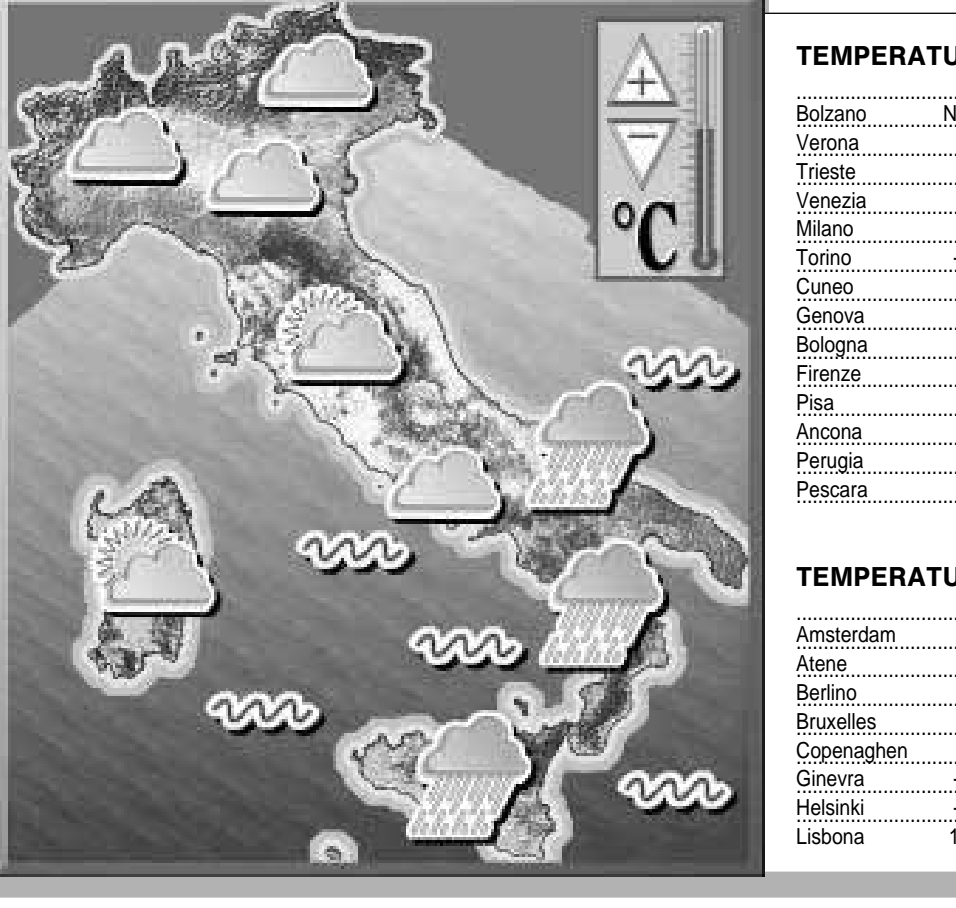 +
−
°C
TEMPERATU
Bolzano N
Verona
Trieste
Venezia
Milano
Torino -
Cuneo
Genova
Bologna
Firenze
Pisa
Ancona
Perugia
Pescara
TEMPERATU
Amsterdam
Atene
Berlino
Bruxelles
Copenaghen
Ginevra -
Helsinki -
Lisbona 1